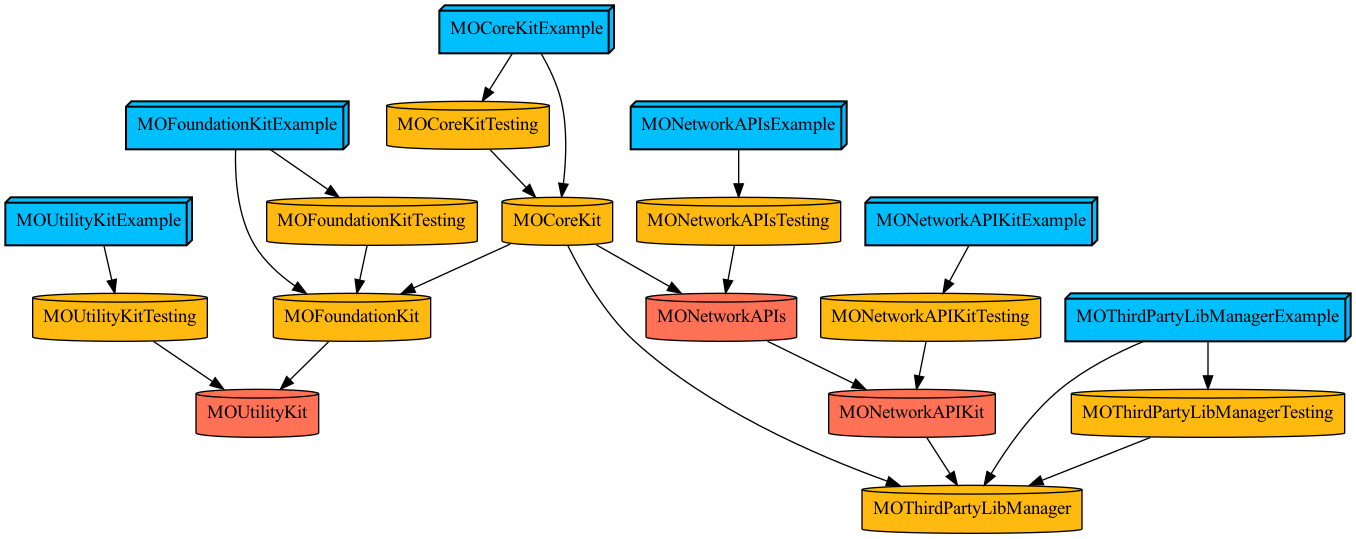 MOCoreKitExample
MOFoundationKitExample
MOCoreKitTesting
MONetworkAPIsExample
MOUtilityKitExample
MOFoundationKitTesting
MOCoreKit
MONetworkAPIsTesting
MONetworkAPIKitExample
MOUtilityKitTesting
MOFoundationKit
MONetworkAPIs
MONetworkAPIKitTesting
MOThirdPartyLibManagerExample
MOUtilityKit
MONetworkAPIKit
MOThirdPartyLibManagerTesting
MOThirdPartyLibManager